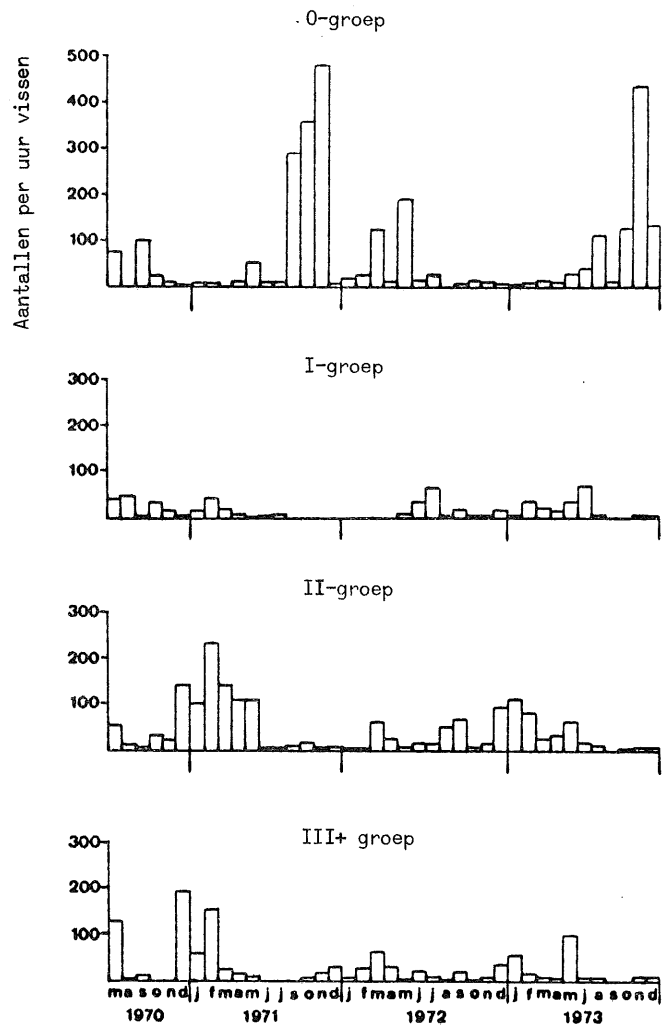 O-groep
Aantallen per uur vissen
500
400
300
200
100
I-groep
300
200
100
II-groep
300
200
100
III+ groep
300
200
100
m a s o n d j f m a m j j s o n d j f m a m j j a s o n d j f m a m j a s o n d
1970 1971 1972 1973